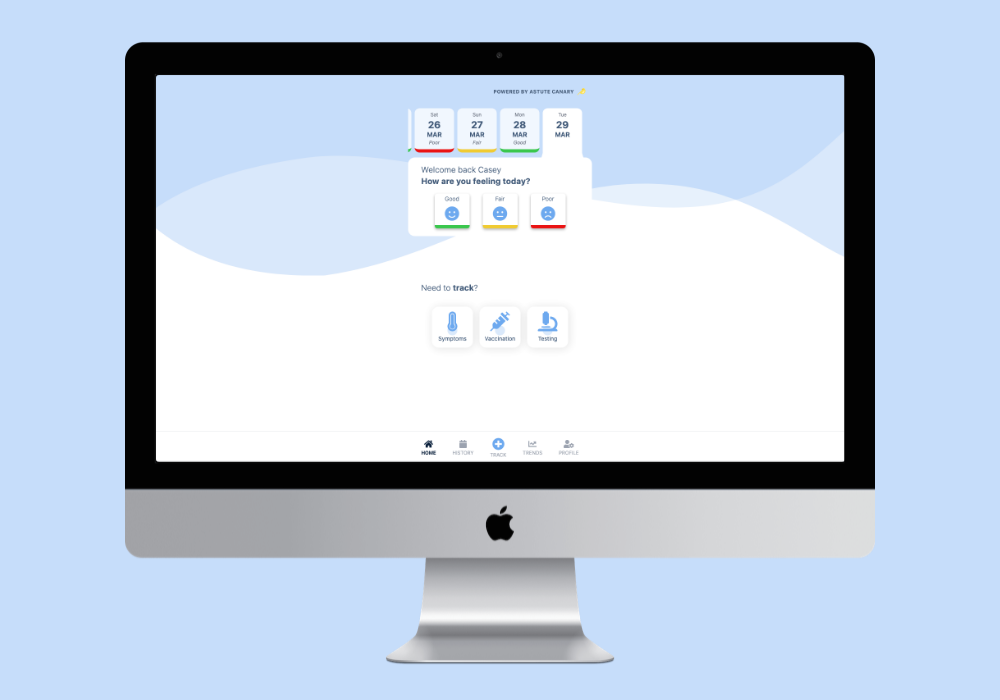 POWERED BY ASTUTE CANARY
Sat Sun Mon Tue
26 27 28 29
MAR MAR MAR MAR
Poor Fair Good
Welcome back Casey
How are you feeling today?
Good Fair Poor
Need to track?
Symptoms Vaccination Testing
HOME HISTORY TRACK TRENDS PROFILE